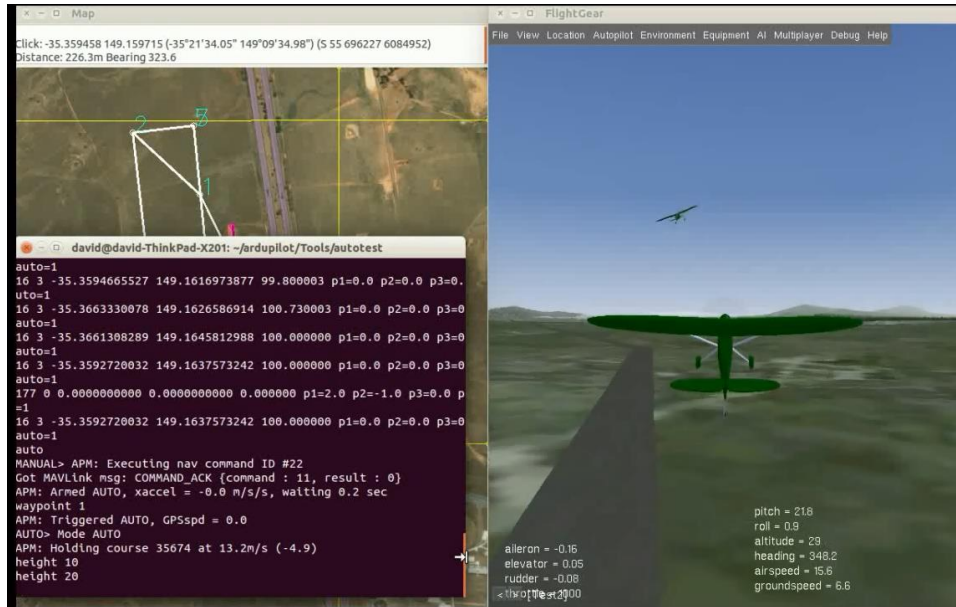 Map
Click: -35.359458 149.159715 (-35°21'34.05" 149°09'34.98") (S 55 696227 6084952)
Distance: 226.3m Bearing 323.6
2
1
david@david-ThinkPad-X201: ~/ardupilot/Tools/autotest
auto=1
16 3 -35.3594665527 149.1616973877 99.800003 p1=0.0 p2=0.0 p3=0.
uto=1
16 3 -35.3663330078 149.1626586914 100.730003 p1=0.0 p2=0.0 p3=0
auto=1
16 3 -35.3661308289 149.1645812988 100.000000 p1=0.0 p2=0.0 p3=0
auto=1
16 3 -35.3592720032 149.1637573242 100.000000 p1=0.0 p2=0.0 p3=0
auto=1
177 0 0.0000000000 0.0000000000 0.000000 p1=2.0 p2=-1.0 p3=0.0 p
=1
16 3 -35.3592720032 149.1637573242 100.000000 p1=0.0 p2=0.0 p3=0
auto=1
auto
MANUAL> APM: Executing nav command ID #22
Got MAVLink msg: COMMAND_ACK {command : 11, result : 0}
APM: Armed AUTO, xaccel = -0.0 m/s/s, waiting 0.2 sec
waypoint 1
APM: Triggered AUTO, GPSspd = 0.0
AUTO> Mode AUTO
APM: Holding course 35674 at 13.2m/s (-4.9)
height 10
height 20
FlightGear
File View Location Autopilot Environment Equipment AI Multiplayer Debug Help
aileron = -0.16
elevator = 0.05
rudder = -0.08
pitch = 21.8
roll = 0.9
altitude = 29
heading = 348.2
airspeed = 15.6
groundspeed = 6.6